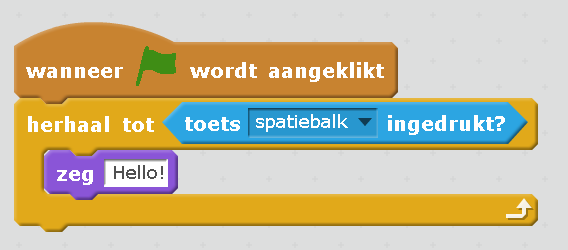 wanneer wordt aangeklikt
herhaal tot toets spatiebalk ingedrukt?
zeg Hello!